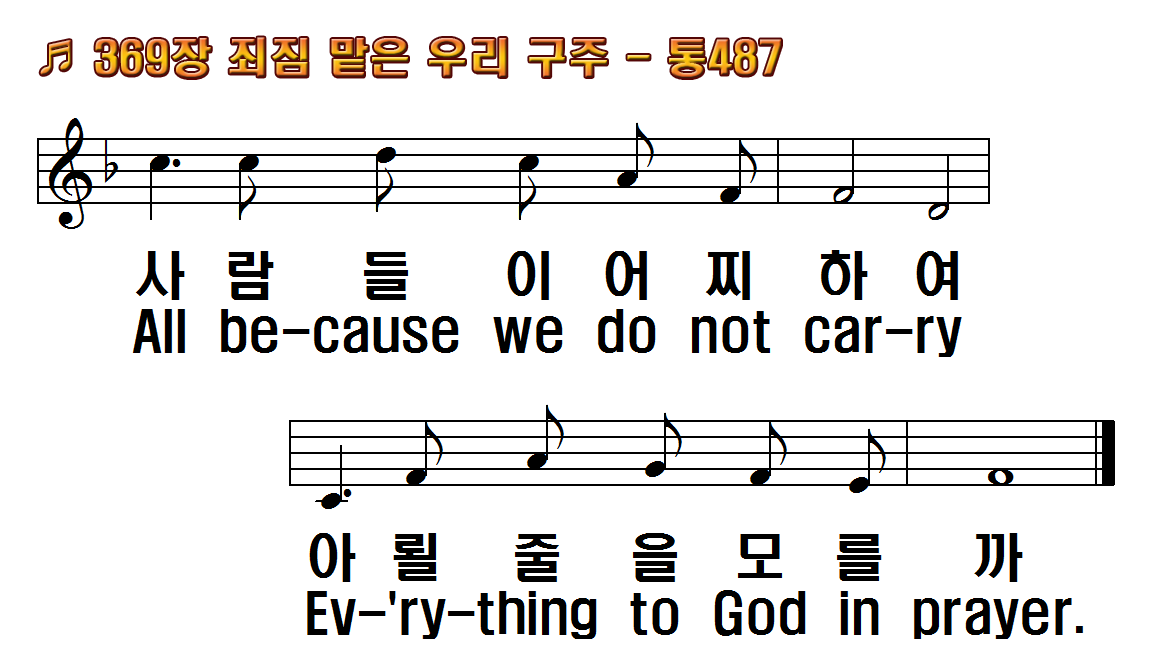 ♬ 369장 죄짐 맡은 우리 구주 - 통487
사 람 들 이 어 찌 하 여
All be-cause we do not car-ry
아 뢸 줄 을 모 를 까
Ev-'ry-thing to God in prayer.